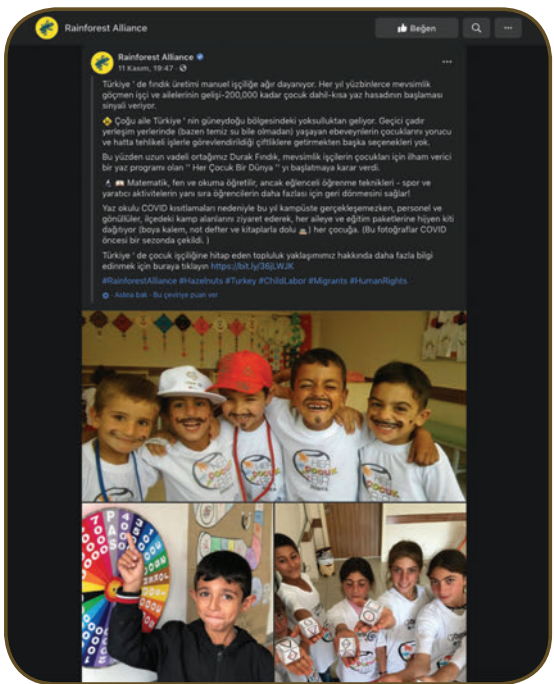 Rainforest Alliance
Beğen
Rainforest Alliance
11 Kasım, 19:47 ·
Türkiye ' de fındık üretimi manuel işçiliğe ağır dayanıyor. Her yıl yüzbinlerce mevsimlik
göçmen işçi ve ailelerinin gelişi-200,000 kadar çocuk dahil-kısa yaz hasadının başlaması
sinyali veriyor.
Çoğu aile Türkiye ' nin güneydoğu bölgesindeki yoksulluktan geliyor. Geçici çadır
yerleşim yerlerinde (bazen temiz su bile olmadan) yaşayan ebeveynlerin çocuklarını yorucu
ve hatta tehlikeli işlerle görevlendirildiği çiftliklere getirmekten başka seçenekleri yok.
Bu yüzden uzun vadeli ortağımız Durak Fındık, mevsimlik işçilerin çocukları için ilham verici
bir yaz programı olan '' Her Çocuk Bir Dünya '' yı başlatmaya karar verdi.
Matematik, fen ve okuma öğretilir, ancak eğlenceli öğrenme teknikleri – spor ve
yaratıcı aktivitelerin yanı sıra öğrencilerin daha fazlası için geri dönmesini sağlar!
Yaz okulu COVID kısıtlamaları nedeniyle bu yıl kampüste gerçekleşemezken, personel ve
gönüllüler, ilçedeki kamp alanlarını ziyaret ederek, her aileye ve eğitim paketlerine hijyen kiti
dağıtıyor (boya kalem, not defter ve kitaplarla dolu ) her çocuğa. (Bu fotoğraflar COVID
öncesi bir sezonda çekildi. )
Türkiye ' de çocuk işçiliğine hitap eden topluluk yaklaşımımız hakkında daha fazla bilgi
edinmek için buraya tıklayın https://bit.ly/36jLWJK
#RainforestAlliance #Hazelnuts #Turkey #ChildLabor #Migrants #HumanRights
· Aslına bak · Bu çeviriye puan ver
HER
ÇOCUK
BİR
PAS